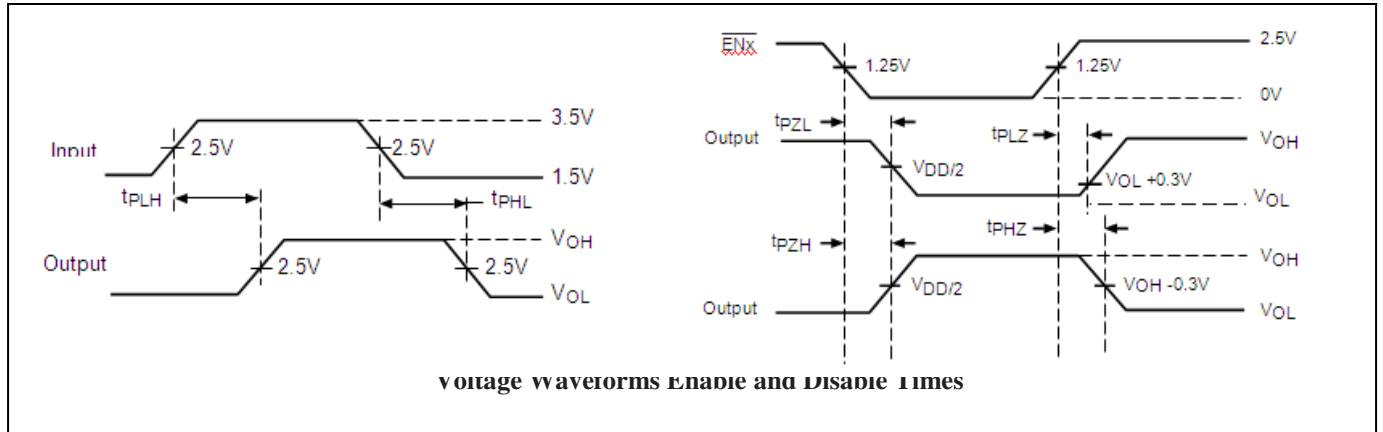 Input
2.5V
2.5V
3.5V
1.5V
tPLH
tPHL
Output
2.5V
2.5V
VOH
VOL
ENx
1.25V
1.25V
2.5V
0V
tPZL
tPLZ
Output
VDD/2
VOL +0.3V
VOH
VOL
tPZH
tPHZ
Output
VDD/2
VOH -0.3V
VOH
VOL
Voltage Waveforms Enable and Disable Times